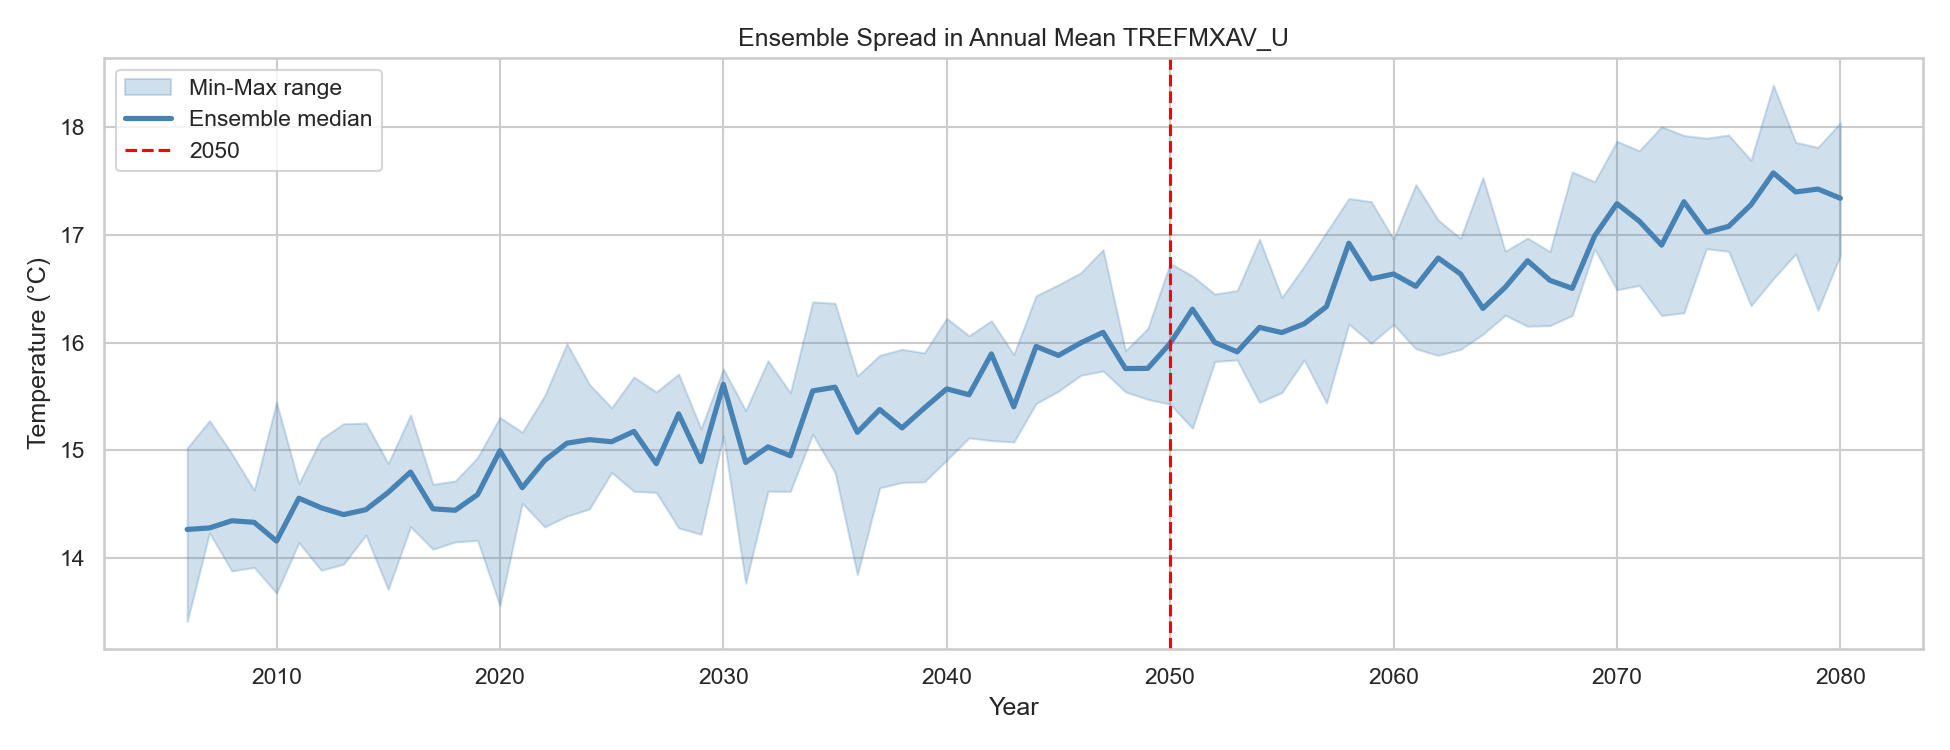 Ensemble Spread in Annual Mean TREFMXAV_U
Min-Max range
Ensemble median
2050
Temperature (°C)
18
17
16
15
14
2010
2020
2030
2040
2050
2060
2070
2080
Year